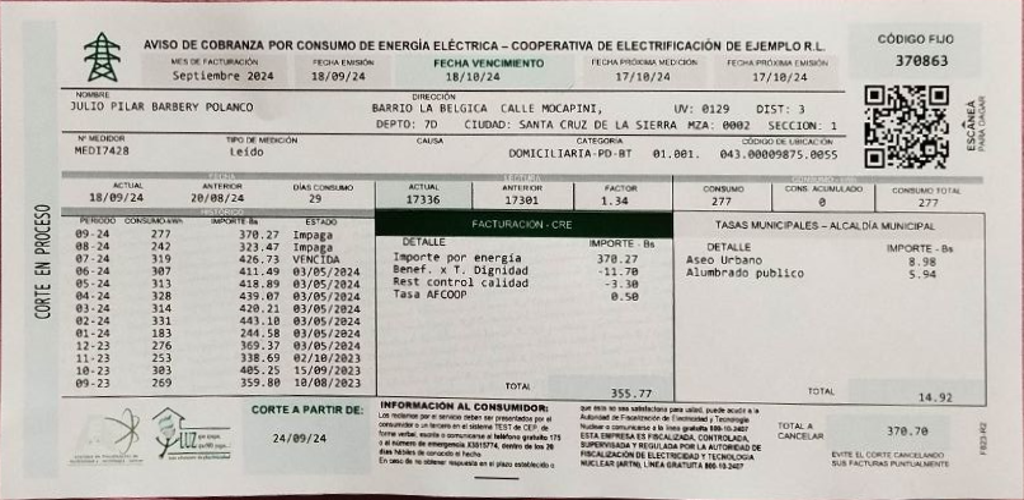 AVISO DE COBRANZA POR CONSUMO DE ENERGÍA ELÉCTRICA – COOPERATIVA DE ELECTRIFICACIÓN DE EJEMPLO R.L.
CÓDIGO FIJO
370863
MES DE FACTURACIÓN FECHA EMISIÓN FECHA VENCIMIENTO FECHA PRÓXIMA MEDICIÓN FECHA PRÓXIMA EMISIÓN
Septiembre 2024 18/09/24 18/10/24 17/10/24 17/10/24
ESCANEA
PARA PAGAR
NOMBRE DIRECCIÓN
JULIO PILAR BARBERY POLANCO BARRIO LA BELGICA CALLE MOCAPINI, UV: 0129 DIST: 3
DEPTO: 7D CIUDAD: SANTA CRUZ DE LA SIERRA MZA: 0002 SECCION: 1
Nº MEDIDOR TIPO DE MEDICIÓN CAUSA CATEGORÍA CÓDIGO DE UBICACIÓN
MEDI7428 Leído DOMICILIARIA-PD-BT 01.001. 043.00009875.0055
FECHA LECTURA CONSUMO - kWh
ACTUAL ANTERIOR DÍAS CONSUMO ACTUAL ANTERIOR FACTOR CONSUMO CONS. ACUMULADO CONSUMO TOTAL
18/09/24 20/08/24 29 17336 17301 1.34 277 0 277
CORTE EN PROCESO
HISTÓRICO
PERIODO CONSUMO-kWh IMPORTE-Bs ESTADO
09-24 277 370.27 Impaga
08-24 242 323.47 Impaga
07-24 319 426.73 VENCIDA
06-24 307 411.49 03/05/2024
05-24 313 418.89 03/05/2024
04-24 328 439.07 03/05/2024
03-24 314 420.21 03/05/2024
02-24 331 443.10 03/05/2024
01-24 183 244.58 03/05/2024
12-23 276 369.37 03/05/2024
11-23 253 338.69 02/10/2023
10-23 303 405.25 15/09/2023
09-23 269 359.80 10/08/2023
FACTURACION - CRE
DETALLE IMPORTE - Bs
Importe por energía 370.27
Benef. x T. Dignidad -11.70
Rest control calidad -3.30
Tasa AFCOOP 0.50
TOTAL 355.77
TASAS MUNICIPALES – ALCALDÍA MUNICIPAL
DETALLE IMPORTE - Bs
Aseo Urbano 8.98
Alumbrado publico 5.94
TOTAL 14.92
LUZ
CORTE A PARTIR DE:
24/09/24
INFORMACIÓN AL CONSUMIDOR:
Los reclamos por el servicio deben ser presentados por el
consumidor o un tercero en el sistema TEST de CEP, de
forma verbal, escrita o comunicarse al teléfono gratuito 175
o al número de emergencia X3515774, dentro de los 20
días hábiles de conocido el hecho
En caso de no obtener respuesta en el plazo establecido o
que esta no sea satisfactoria para usted, puede acudir a la
Autoridad de Fiscalización de Electricidad y Tecnología
Nuclear o comunicarse a la línea gratuita 800-10-2407
ESTA EMPRESA ES FISCALIZADA, CONTROLADA,
SUPERVISADA Y REGULADA POR LA AUTORIDAD DE
FISCALIZACIÓN DE ELECTRICIDAD Y TECNOLOGÍA
NUCLEAR (AETN), LÍNEA GRATUITA 800-10-2407
TOTAL A
CANCELAR 370.70
EVITE EL CORTE CANCELANDO
SUS FACTURAS PUNTUALMENTE
FB23-R2